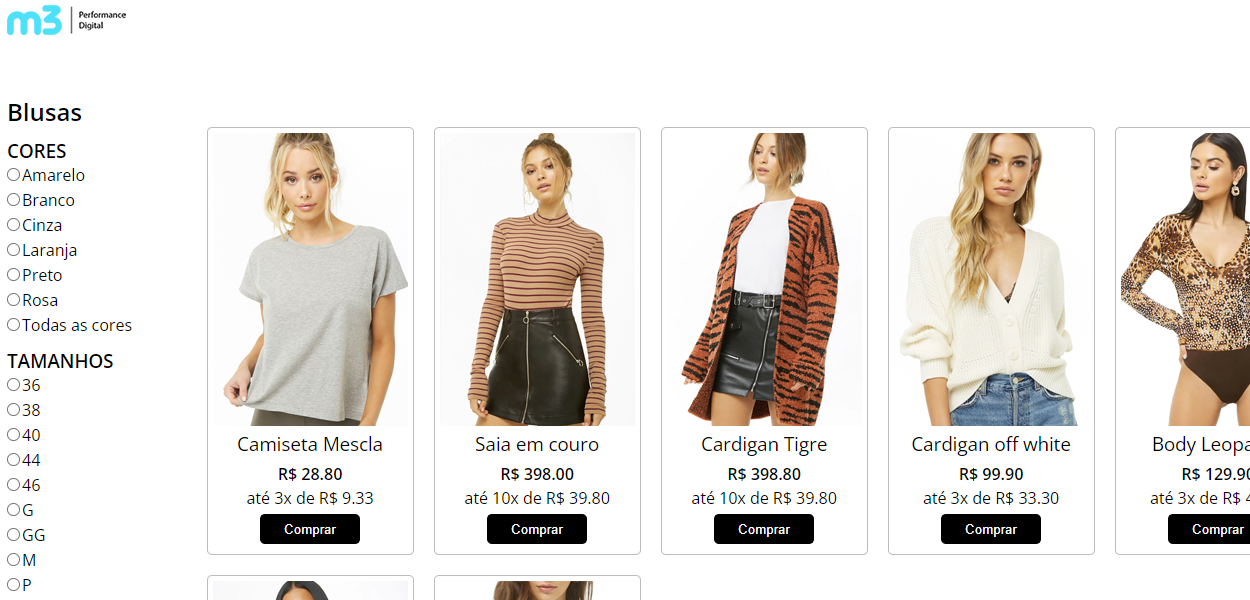 m3 Performance
Digital
Blusas
CORES
Amarelo
Branco
Cinza
Laranja
Preto
Rosa
Todas as cores
TAMANHOS
36
38
40
44
46
G
GG
M
P
Camiseta Mescla
R$ 28.80
até 3x de R$ 9.33
Comprar
Saia em couro
R$ 398.00
até 10x de R$ 39.80
Comprar
Cardigan Tigre
R$ 398.80
até 10x de R$ 39.80
Comprar
Cardigan off white
R$ 99.90
até 3x de R$ 33.30
Comprar
Body Leopa
R$ 129.90
até 3x de R$ 4
Comprar